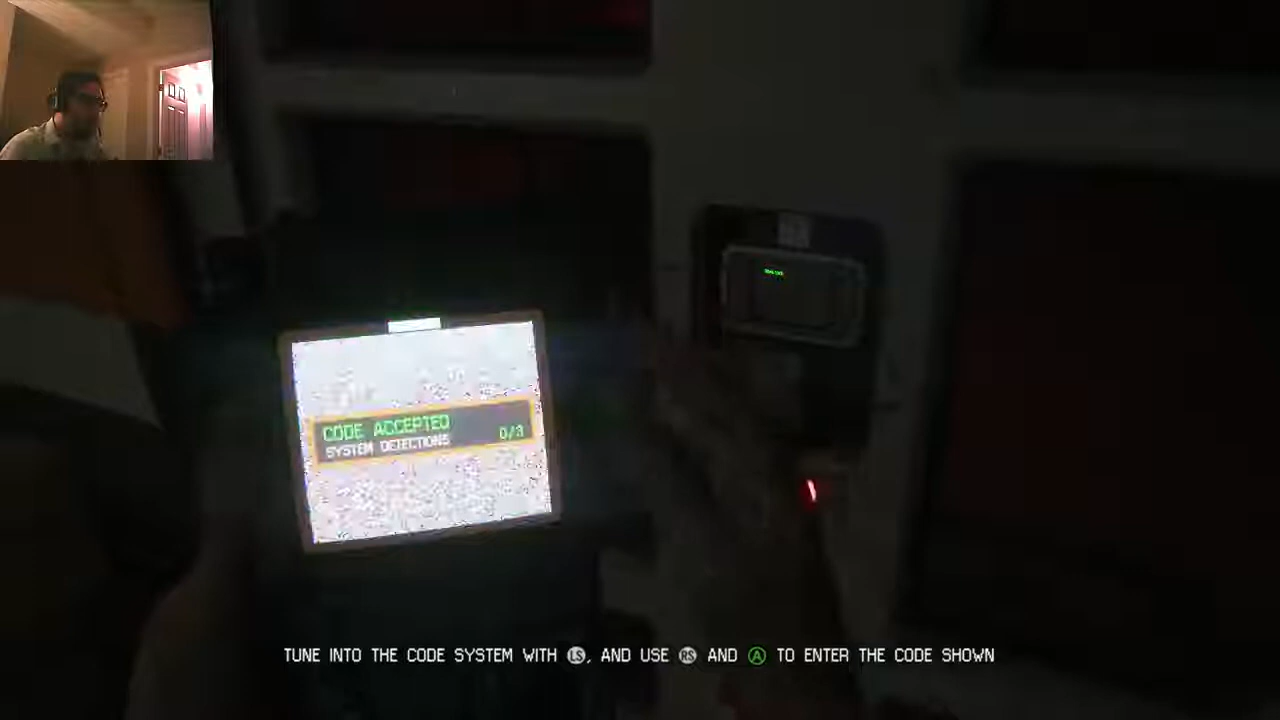 CODE ACCEPTED
SYSTEM DETECTIONS 0/3
TUNE INTO THE CODE SYSTEM WITH LS, AND USE RS AND A TO ENTER THE CODE SHOWN